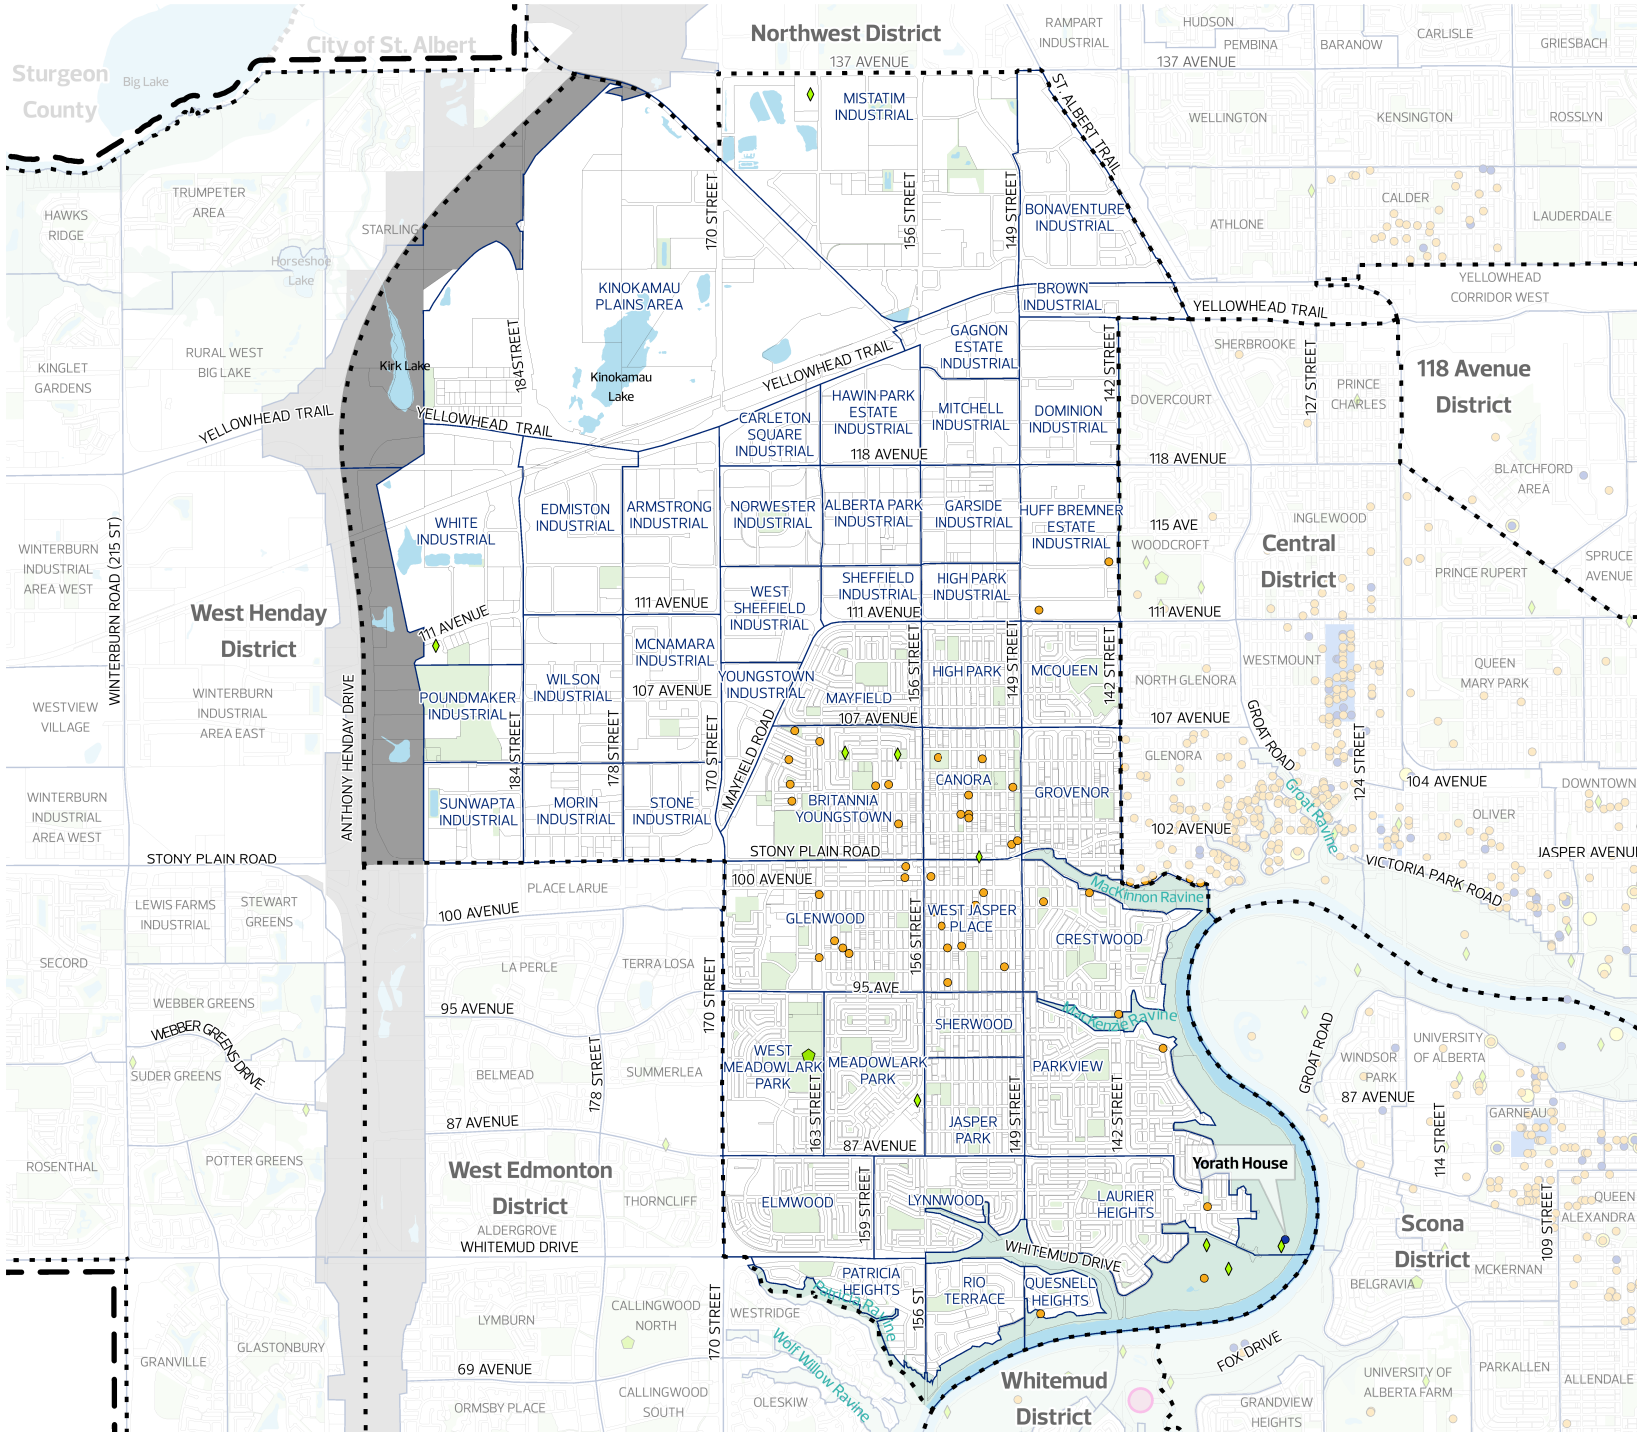 Northwest District
City of St. Albert
Sturgeon
County
Big Lake
RAMPART
INDUSTRIAL
HUDSON
PEMBINA
BARANOW
CARLISLE
GRIESBACH
137 AVENUE
137 AVENUE
MISTATIM
INDUSTRIAL
ST. ALBERT TRAIL
WELLINGTON
KENSINGTON
ROSSLYN
TRUMPETER
AREA
HAWKS
RIDGE
STARLING
170 STREET
156 STREET
149 STREET
BONAVENTURE
INDUSTRIAL
ATHLONE
CALDER
LAUDERDALE
Horseshoe
Lake
KINOKAMAU
PLAINS AREA
BROWN
INDUSTRIAL
YELLOWHEAD TRAIL
YELLOWHEAD
CORRIDOR WEST
KINGLET
GARDENS
RURAL WEST
BIG LAKE
Kirk Lake
184STREET
Kinokamau
Lake
YELLOWHEAD TRAIL
GAGNON
ESTATE
INDUSTRIAL
142 STREET
SHERBROOKE
127 STREET
118 Avenue
District
PRINCE
CHARLES
DOVERCOURT
YELLOWHEAD TRAIL
YELLOWHEAD TRAIL
CARLETON
SQUARE
INDUSTRIAL
HAWIN PARK
ESTATE
INDUSTRIAL
MITCHELL
INDUSTRIAL
DOMINION
INDUSTRIAL
118 AVENUE
118 AVENUE
BLATCHFORD
AREA
WINTERBURN ROAD (215 ST)
WHITE
INDUSTRIAL
EDMISTON
INDUSTRIAL
ARMSTRONG
INDUSTRIAL
NORWESTER
INDUSTRIAL
ALBERTA PARK
INDUSTRIAL
GARSIDE
INDUSTRIAL
HUFF BREMNER
ESTATE
INDUSTRIAL
115 AVE
WOODCROFT
INGLEWOOD
Central
District
PRINCE RUPERT
SPRUCE
AVENUE
WINTERBURN
INDUSTRIAL
AREA WEST
West Henday
District
111 AVENUE
111 AVENUE
WEST
SHEFFIELD
INDUSTRIAL
SHEFFIELD
INDUSTRIAL
111 AVENUE
HIGH PARK
INDUSTRIAL
111 AVENUE
MCNAMARA
INDUSTRIAL
107 AVENUE
YOUNGSTOWN
INDUSTRIAL
156 STREET
HIGH PARK
149 STREET
MCQUEEN
142 STREET
WESTMOUNT
NORTH GLENORA
QUEEN
MARY PARK
WESTVIEW
VILLAGE
WINTERBURN
INDUSTRIAL
AREA EAST
ANTHONY HENDAY DRIVE
POUNDMAKER
INDUSTRIAL
184 STREET
WILSON
INDUSTRIAL
178 STREET
170 STREET
MAYFIELD ROAD
MAYFIELD
107 AVENUE
107 AVENUE
GROAT ROAD
GLENORA
124 STREET
Groat Ravine
104 AVENUE
DOWNTOWN
WINTERBURN
INDUSTRIAL
AREA WEST
SUNWAPTA
INDUSTRIAL
MORIN
INDUSTRIAL
STONE
INDUSTRIAL
BRITANNIA
YOUNGSTOWN
CANORA
GROVENOR
102 AVENUE
OLIVER
JASPER AVENUE
STONY PLAIN ROAD
STONY PLAIN ROAD
VICTORIA PARK ROAD
PLACE LARUE
100 AVENUE
100 AVENUE
MacKinnon Ravine
LEWIS FARMS
INDUSTRIAL
STEWART
GREENS
GLENWOOD
156 STREET
WEST JASPER
PLACE
CRESTWOOD
SECORD
LA PERLE
TERRA LOSA
170 STREET
95 AVE
WEBBER GREENS
WEBBER GREENS DRIVE
95 AVENUE
MacKenzie Ravine
SHERWOOD
SUDER GREENS
BELMEAD
178 STREET
SUMMERLEA
WEST
MEADOWLARK
PARK
163 STREET
MEADOWLARK
PARK
PARKVIEW
149 STREET
142 STREET
GROAT ROAD
WINDSOR
PARK
UNIVERSITY
OF ALBERTA
87 AVENUE
GARNEAU
114 STREET
87 AVENUE
JASPER
PARK
87 AVENUE
ROSENTHAL
POTTER GREENS
West Edmonton
District
THORNCLIFF
ALDERGROVE
WHITEMUD DRIVE
ELMWOOD
159 STREET
LYNNWOOD
LAURIER
HEIGHTS
Yorath House
WHITEMUD DRIVE
Scona
District
109 STREET
QUEEN
ALEXANDRA
MCKERNAN
BELGRAVIA
PATRICIA
HEIGHTS
Patricia Ravine
156 ST
RIO
TERRACE
QUESNELL
HEIGHTS
GLASTONBURY
GRANVILLE
LYMBURN
CALLINGWOOD
NORTH
170 STREET
WESTRIDGE
Wolf Willow Ravine
69 AVENUE
ORMSBY PLACE
CALLINGWOOD
SOUTH
OLESKIW
Whitemud
District
FOX DRIVE
GRANDVIEW
HEIGHTS
UNIVERSITY OF
ALBERTA FARM
PARKALLEN
ALLENDALE